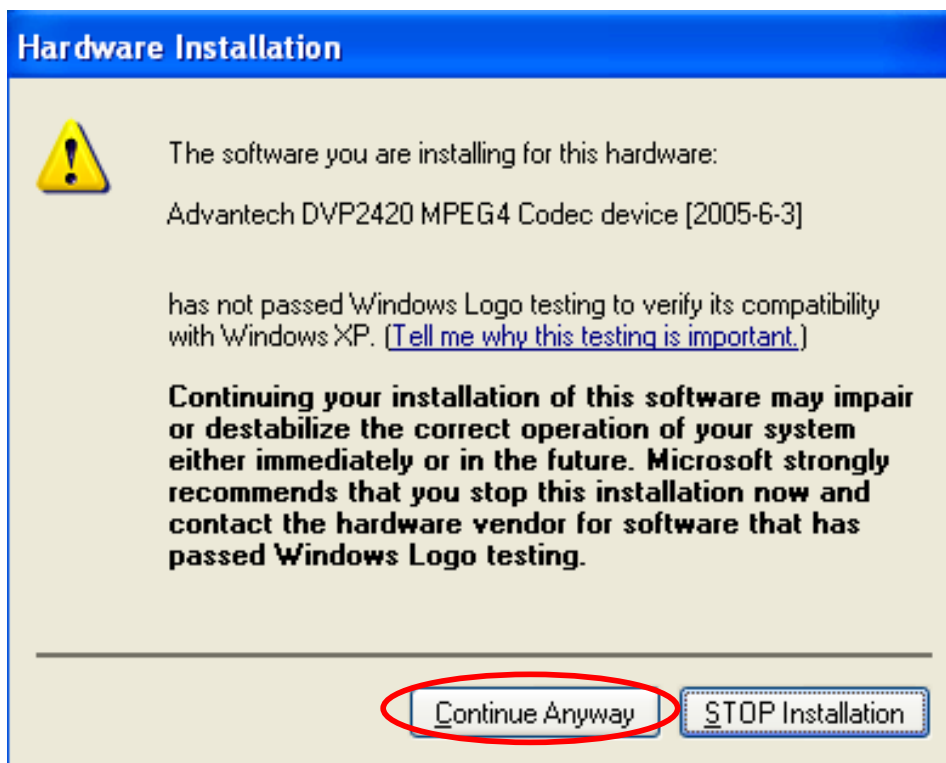 Hardware Installation
The software you are installing for this hardware:
Advantech DVP2420 MPEG4 Codec device [2005-6-3]
has not passed Windows Logo testing to verify its compatibility
with Windows XP. (Tell me why this testing is important.)
Continuing your installation of this software may impair
or destabilize the correct operation of your system
either immediately or in the future. Microsoft strongly
recommends that you stop this installation now and
contact the hardware vendor for software that has
passed Windows Logo testing.
Continue Anyway
STOP Installation